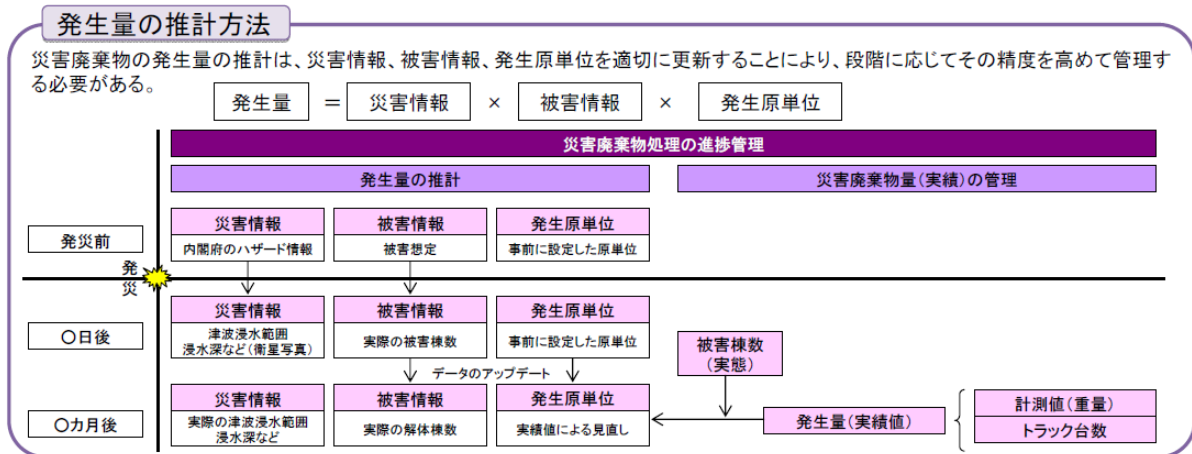 発生量の推計方法
災害廃棄物の発生量の推計は、災害情報、被害情報、発生原単位を適切に更新することにより、段階に応じてその精度を高めて管理す
る必要がある。
発生量 = 災害情報 × 被害情報 × 発生原単位
災害廃棄物処理の進捗管理
発生量の推計 災害廃棄物量(実績)の管理
発災前
災害情報 被害情報 発生原単位
内閣府のハザード情報 被害想定 事前に設定した原単位
発
災
〇日後
災害情報 被害情報 発生原単位
津波浸水範囲
浸水深など(衛星写真)
実際の被害棟数
事前に設定した原単位
被害棟数
(実態)
データのアップデート
〇カ月後
災害情報 被害情報 発生原単位
実際の津波浸水範囲
浸水深など
実際の解体棟数
実績値による見直し
発生量(実績値)
計測値(重量)
トラック台数